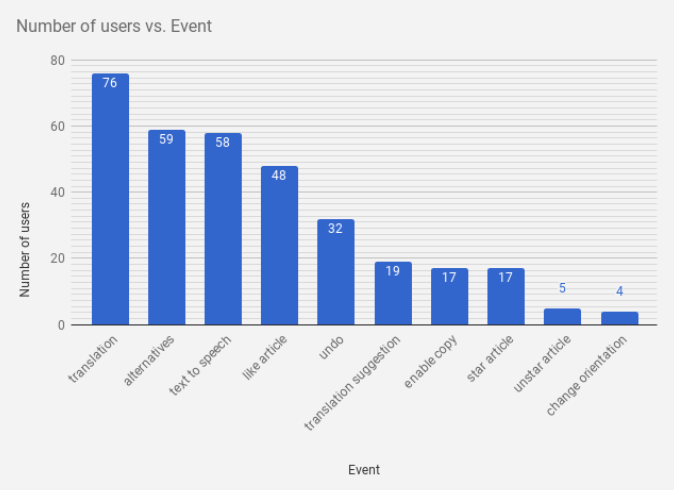 Number of users vs. Event
80
60
40
20
0
Number of users
76
59
58
48
32
19
17
17
5
4
translation
alternatives
text to speech
like article
undo
translation suggestion
enable copy
star article
unstar article
change orientation
Event